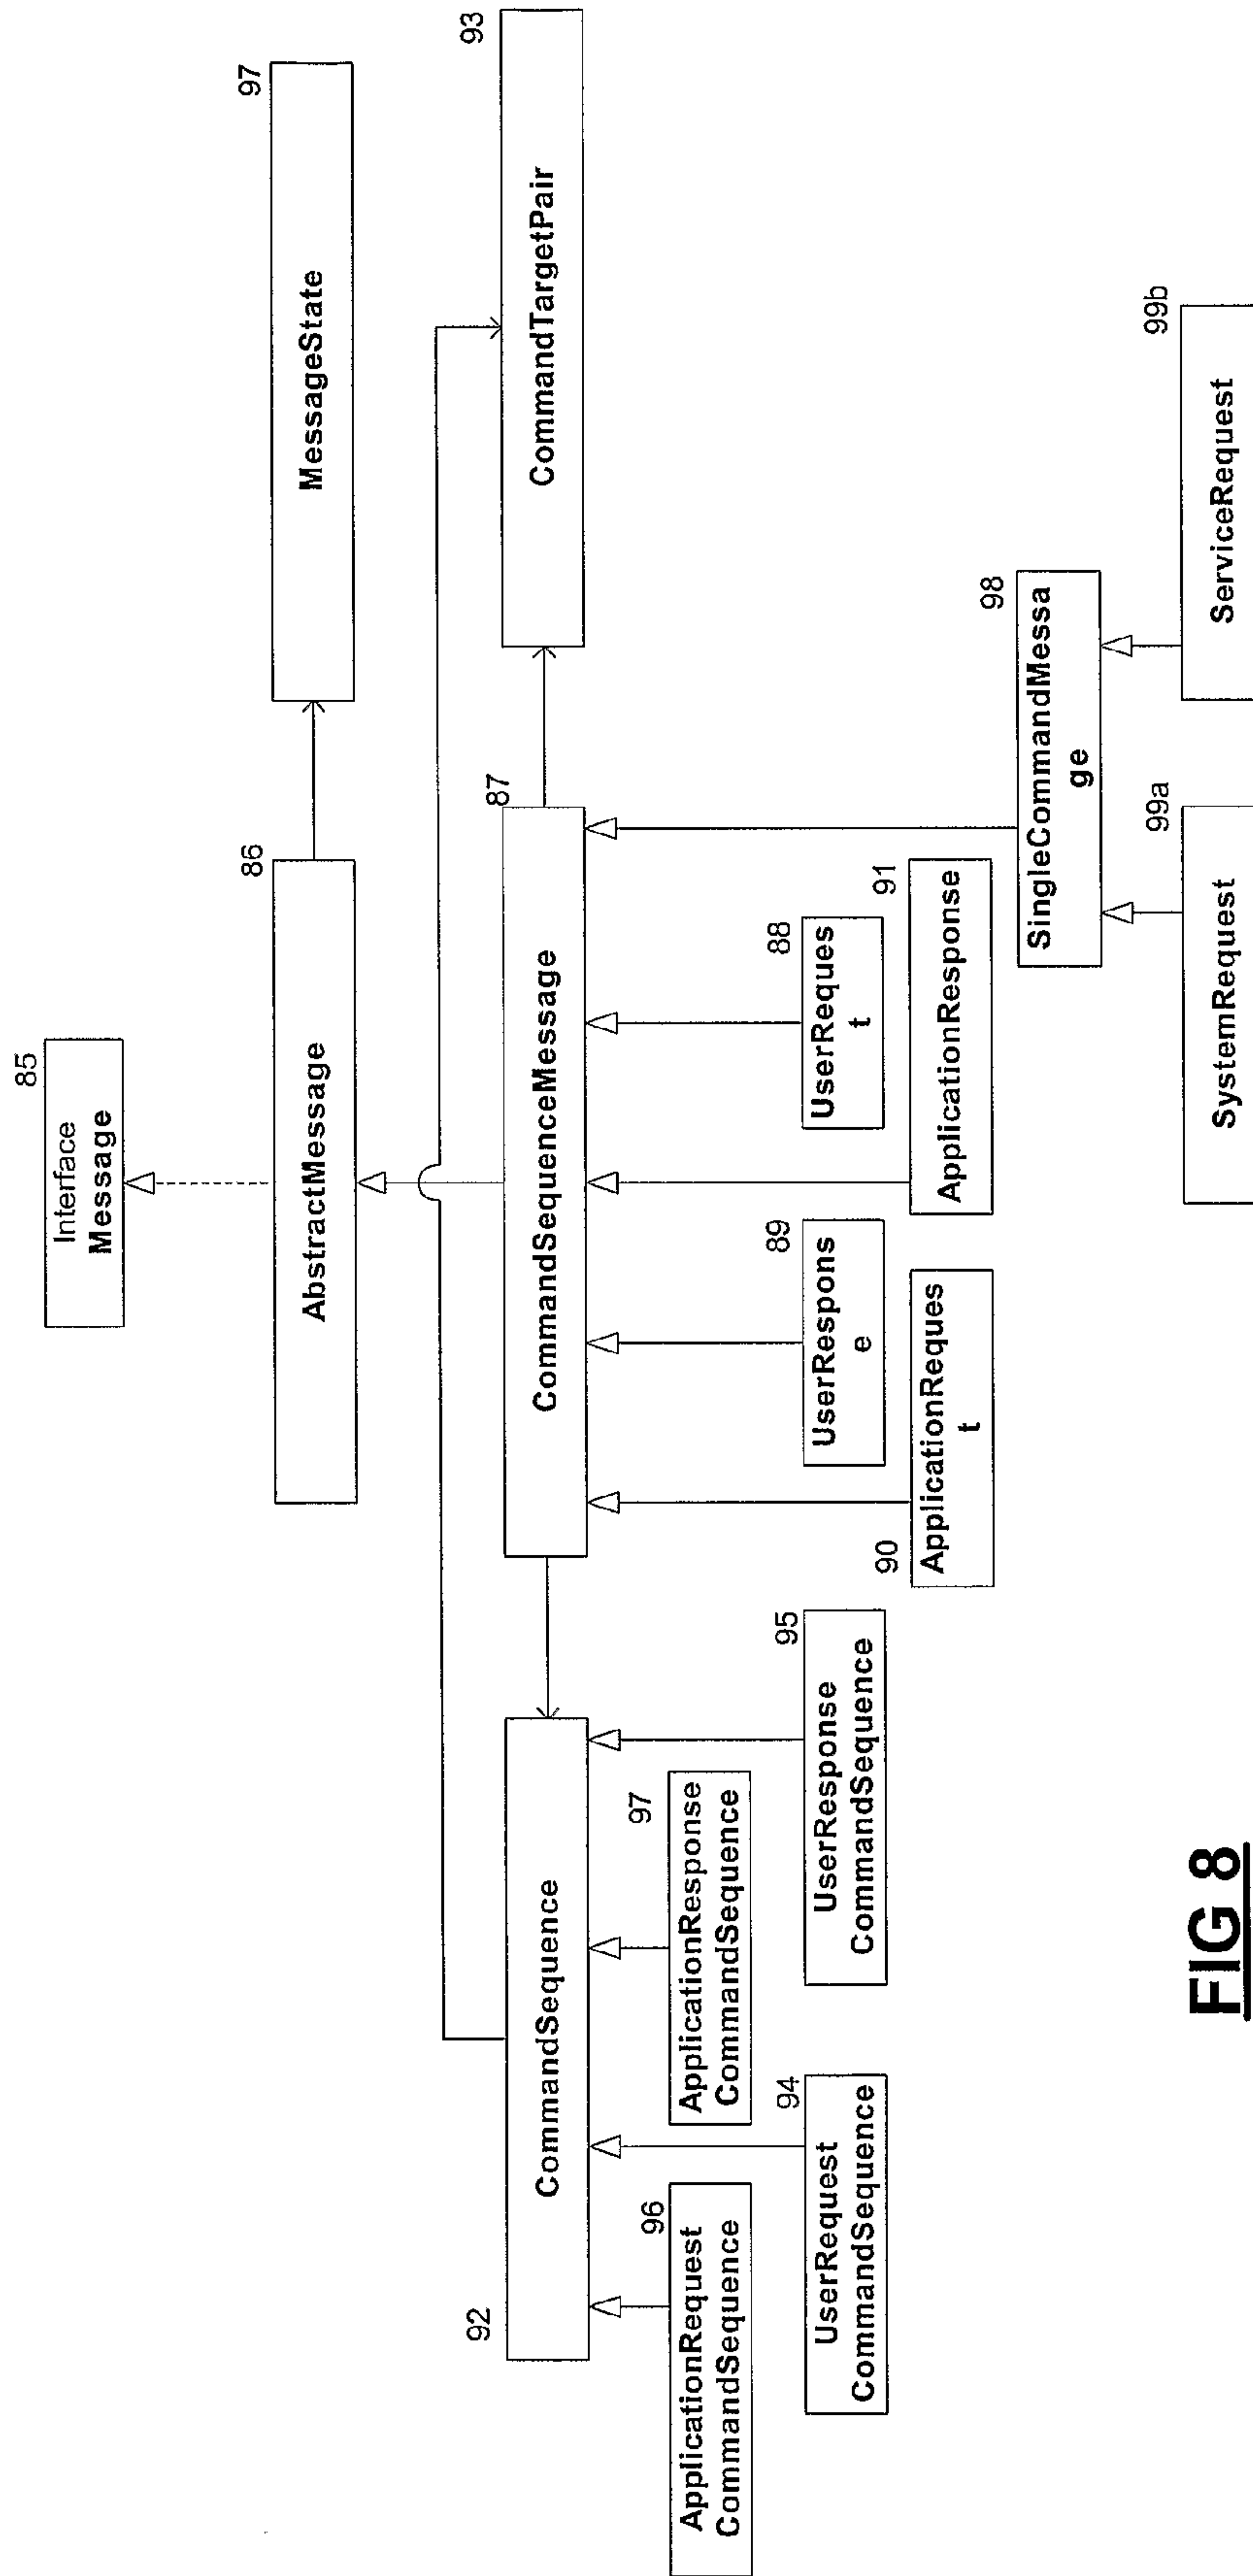 85
Interface
Message
86
AbstractMessage
97
MessageState
92
CommandSequence
87
CommandSequenceMessage
93
CommandTargetPair
96
ApplicationRequest
CommandSequence
97
ApplicationResponse
CommandSequence
94
UserRequest
CommandSequence
95
UserResponse
CommandSequence
89
UserRespons
e
88
UserReques
t
90
ApplicationReques
t
91
ApplicationResponse
98
SingleCommandMessa
ge
99a
SystemRequest
99b
ServiceRequest
FIG 8